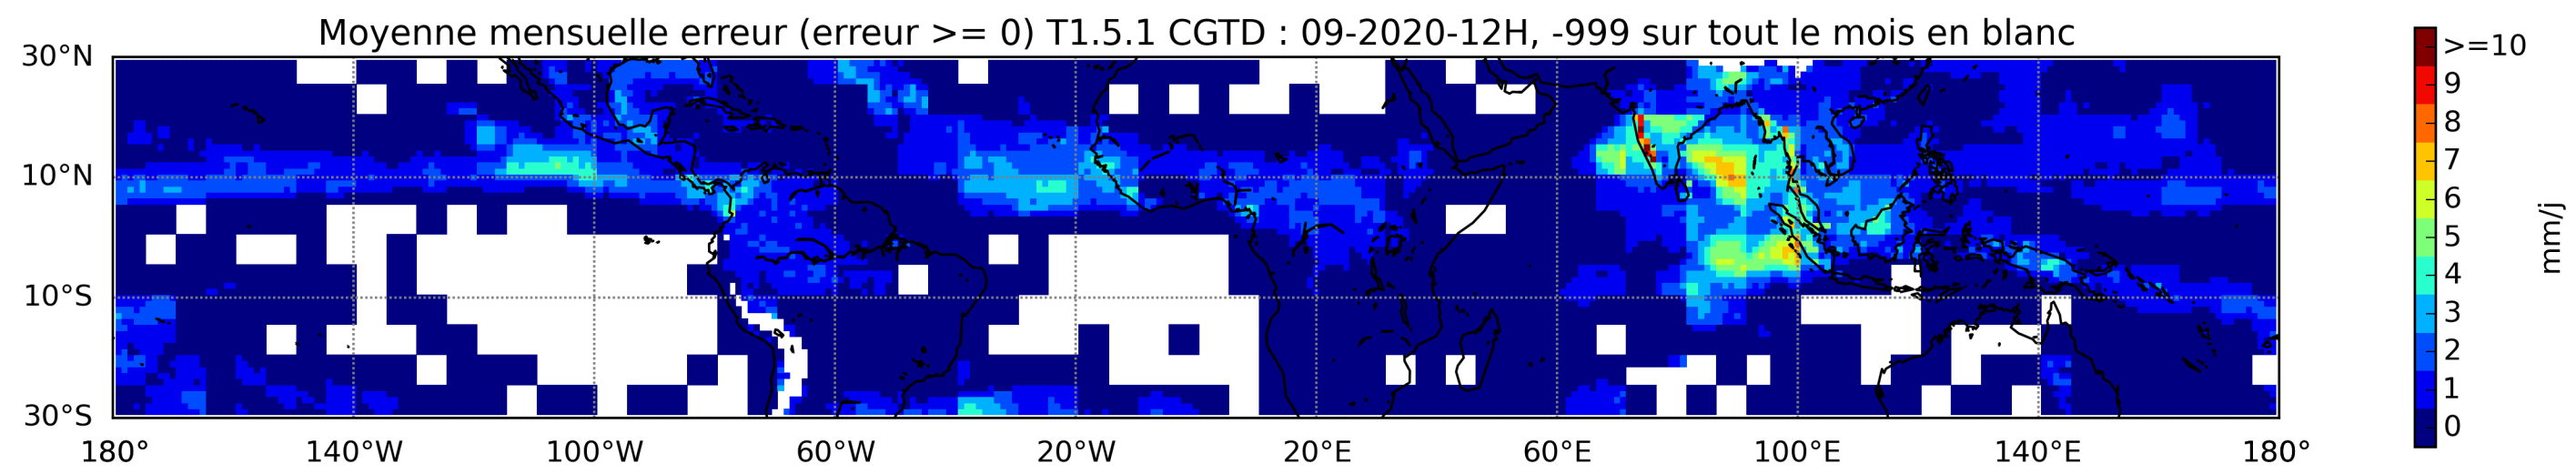 Moyenne mensuelle erreur (erreur >= 0) T1.5.1 CGTD : 09-2020-12H, -999 sur tout le mois en blanc
30°N
10°N
10°S
30°S
180° 140°W 100°W 60°W 20°W 20°E 60°E 100°E 140°E 180°
>=10
9
8
7
6
5
4
3
2
1
0
mm/j